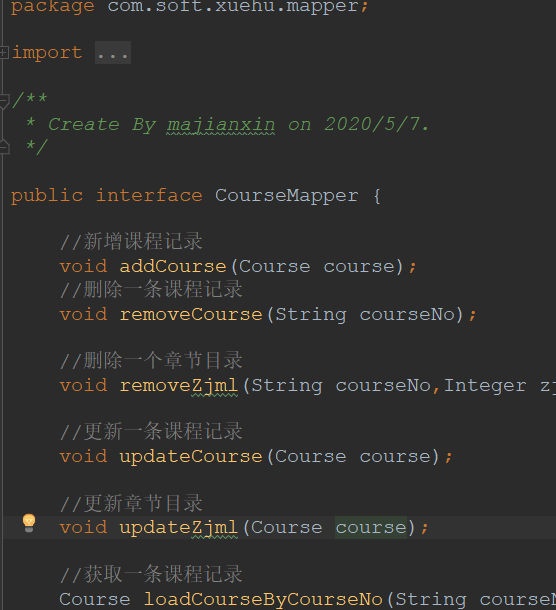 package com.soft.xuehu.mapper;
import ...
/**
* Create By majianxin on 2020/5/7.
*/
public interface CourseMapper {
//新增课程记录
void addCourse(Course course);
//删除一条课程记录
void removeCourse(String courseNo);
//删除一个章节目录
void removeZjml(String courseNo,Integer
//更新一条课程记录
void updateCourse(Course course);
//更新章节目录
void updateZjml(Course course);
//获取一条课程记录
Course loadCourseByCourseNo(String